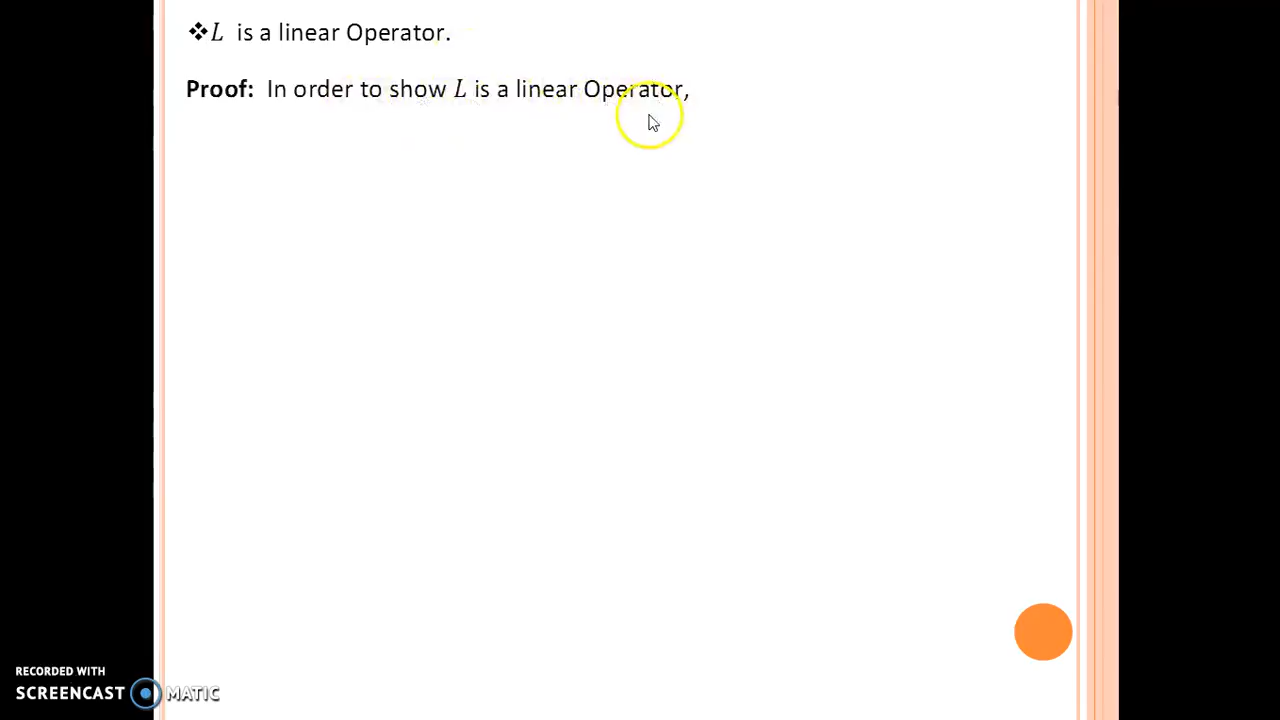 ❖L is a linear Operator.
Proof: In order to show L is a linear Operator,
RECORDED WITH
SCREENCAST MATIC